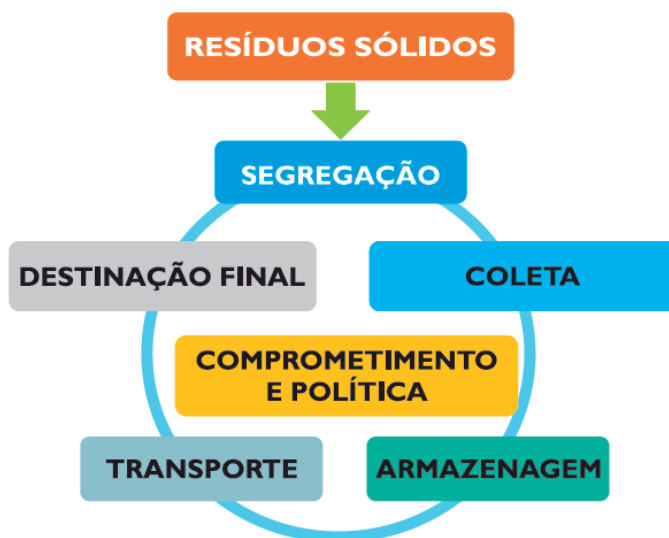 RESÍDUOS SÓLIDOS
SEGREGAÇÃO
DESTINAÇÃO FINAL
COLETA
COMPROMETIMENTO
E POLÍTICA
TRANSPORTE
ARMAZENAGEM